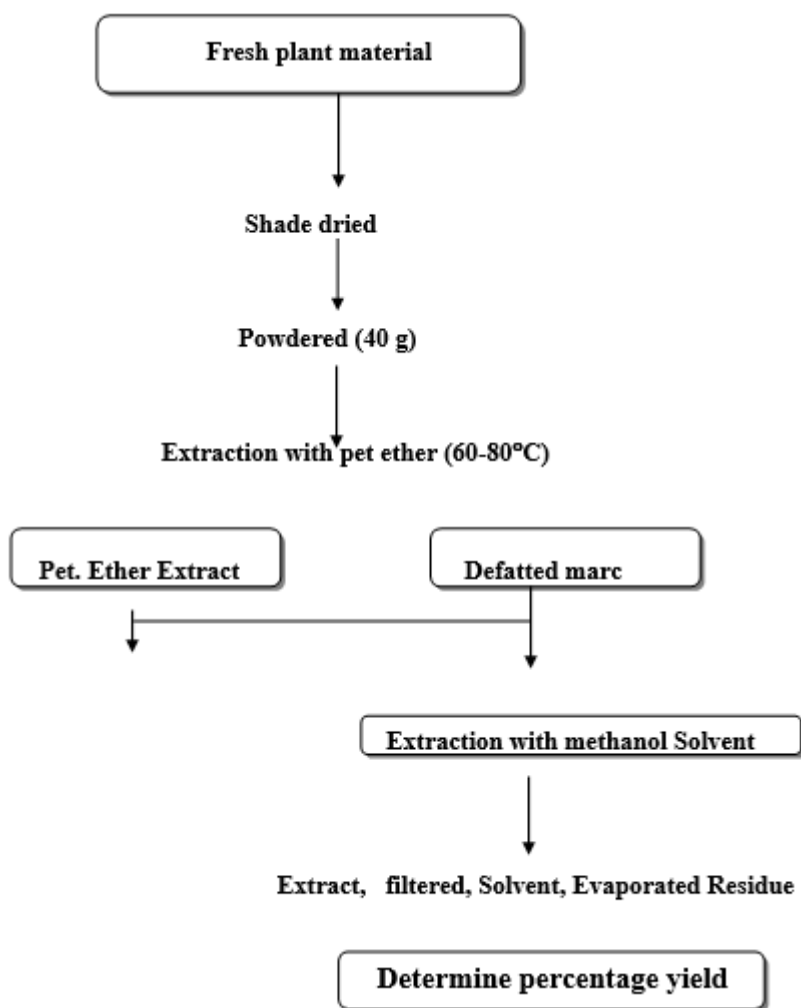 Fresh plant material
Shade dried
Powdered (40 g)
Extraction with pet ether (60-80°C)
Pet. Ether Extract
Defatted marc
Extraction with methanol Solvent
Extract, filtered, Solvent, Evaporated Residue
Determine percentage yield